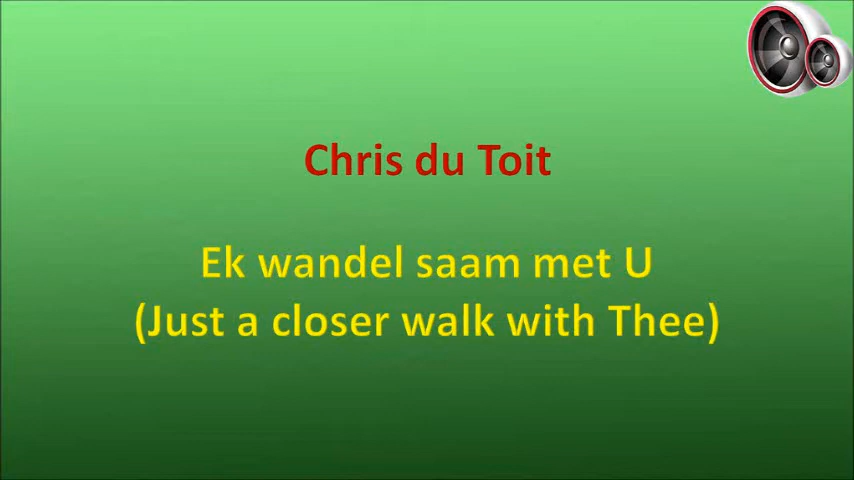 Chris du Toit
Ek wandel saam met U
(Just a closer walk with Thee)